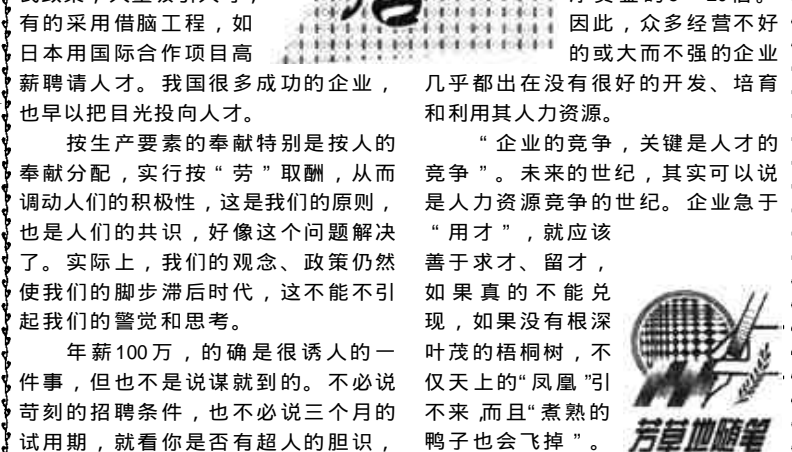 有的采用借脑工程，如
日本用国际合作项目高
薪聘请人才。我国很多成功的企业，
也早以把目光投向人才。
按生产要素的奉献特别是按人的
奉献分配，实行按“劳”取酬，从而
调动人们的积极性，这是我们的原则，
也是人们的共识，好像这个问题解决
了。实际上，我们的观念、政策仍然
使我们的脚步滞后时代，这不能不引
起我们的警觉和思考。
年薪100万，的确是很诱人的一
件事，但也不是说谋就到的。不必说
苛刻的招聘条件，也不必说三个月的
试用期，就看你是否有超人的胆识，
因此，众多经营不好
的或大而不强的企业
几乎都出在没有很好的开发、培育
和利用其人力资源。
“企业的竞争，关键是人才的
竞争”。未来的世纪，其实可以说
是人力资源竞争的世纪。企业急于
“用才”，就应该
善于求才、留才，
如果真的不能兑
现，如果没有根深
叶茂的梧桐树，不
仅天上的“凤凰”引
不来，而且“煮熟的
鸭子也会飞掉”。
芳草地随笔